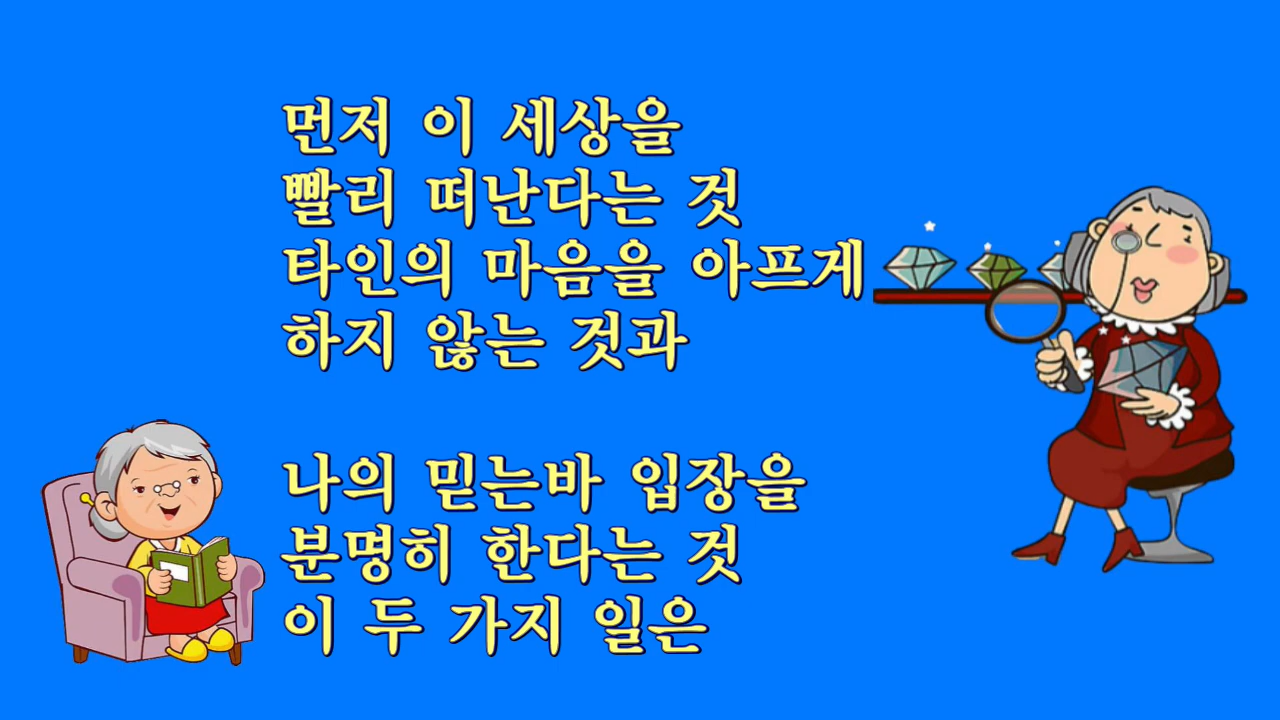 먼저 이 세상을
빨리 떠난다는 것
타인의 마음을 아프게
하지 않는 것과
나의 믿는바 입장을
분명히 한다는 것
이 두 가지 일은